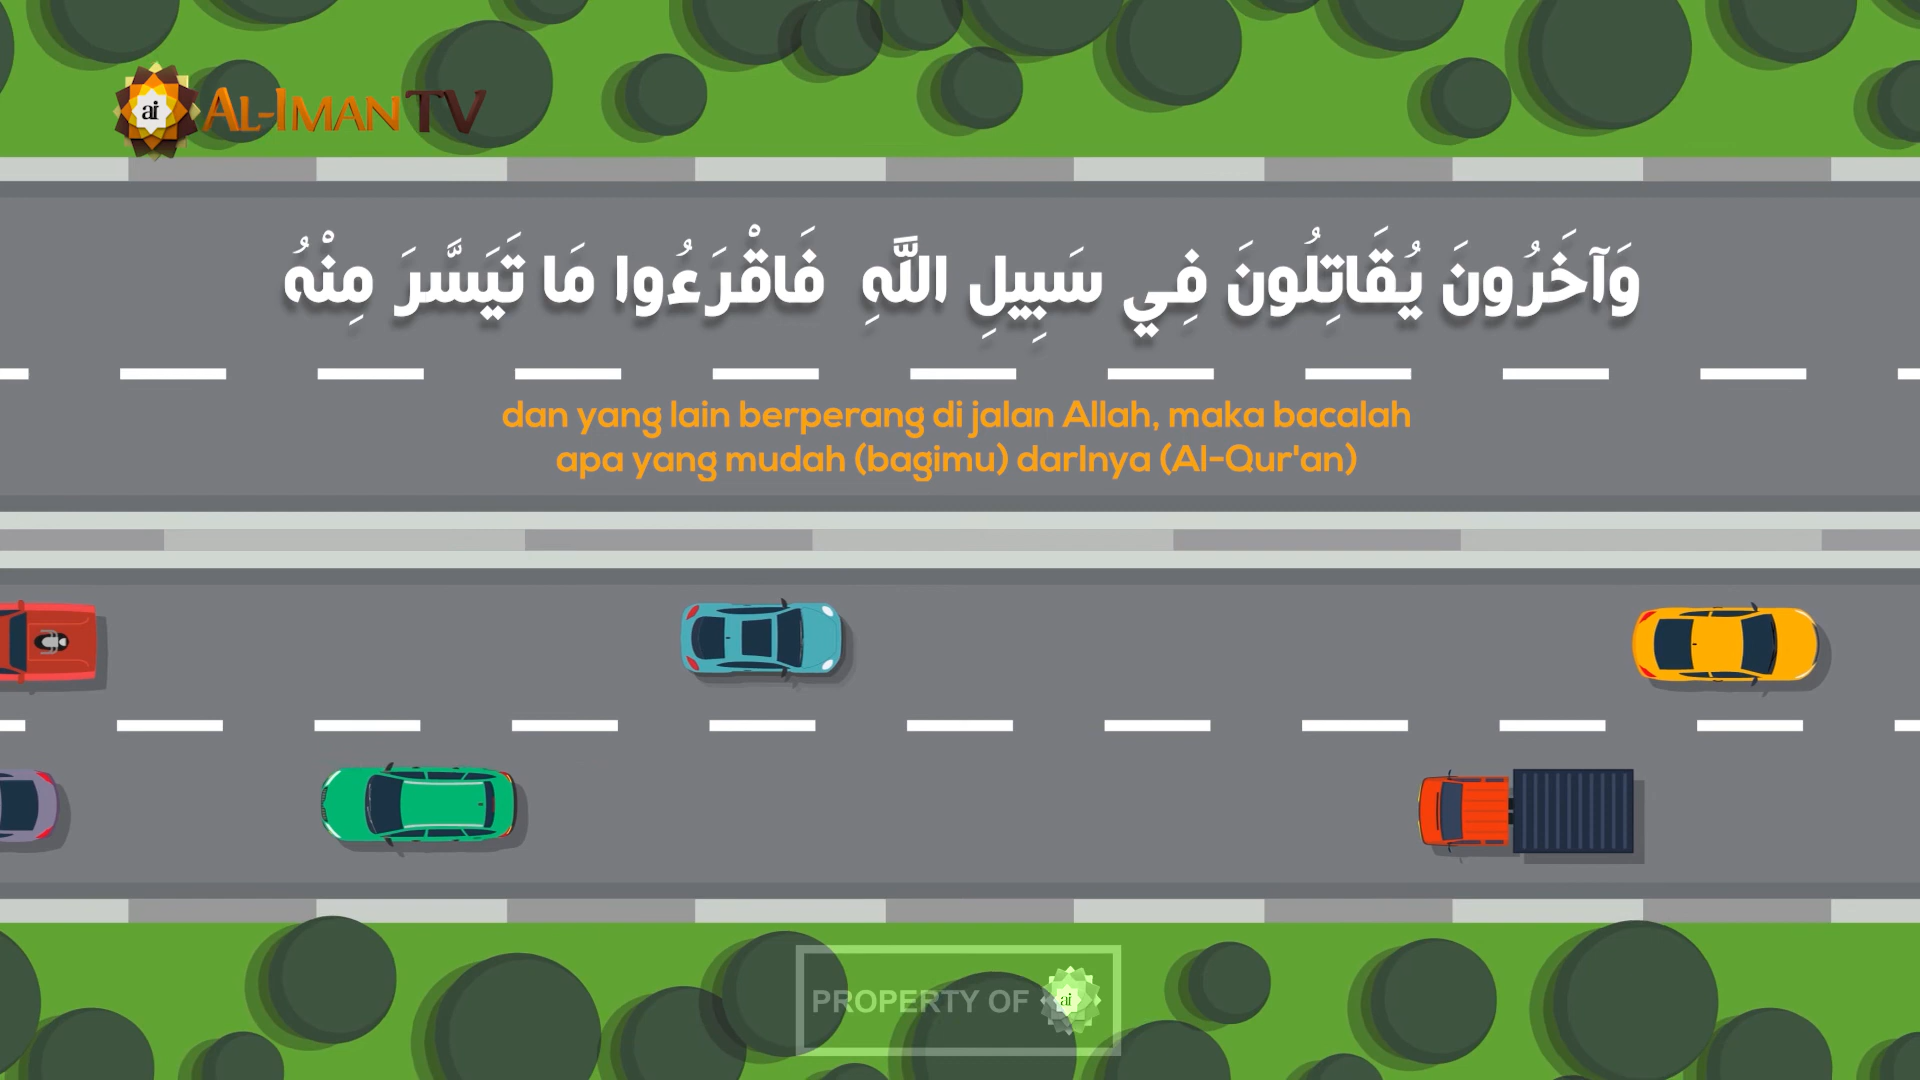 AL-IMAN TV
وَآخَرُونَ يُقَاتِلُونَ فِي سَبِيلِ اللَّهِ فَاقْرَءُوا مَا تَيَسَّرَ مِنْهُ
dan yang lain berperang di jalan Allah, maka bacalah
apa yang mudah (bagimu) darInya (Al-Qur'an)
PROPERTY OF ai